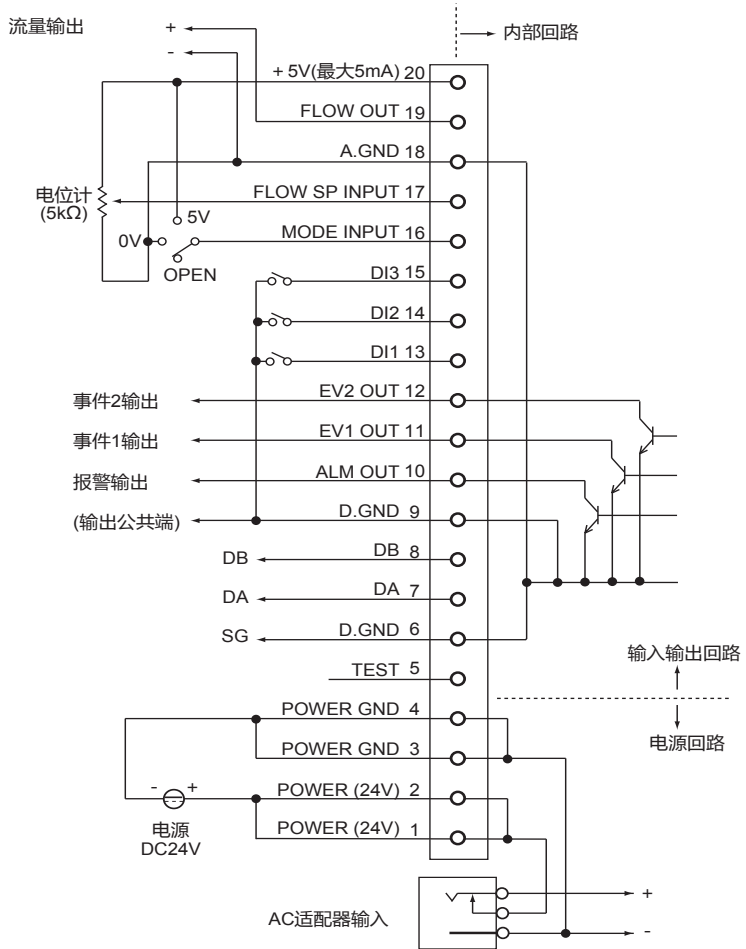 流量输出
+
-
内部回路
+ 5V(最大5mA) 20
FLOW OUT 19
A.GND 18
电位计
(5kΩ)
FLOW SP INPUT 17
5V
0V
MODE INPUT 16
OPEN
DI3 15
DI2 14
DI1 13
事件2输出
EV2 OUT 12
事件1输出
EV1 OUT 11
报警输出
ALM OUT 10
(输出公共端)
D.GND 9
DB
DB 8
DA
DA 7
SG
D.GND 6
TEST 5
输入输出回路
电源回路
POWER GND 4
POWER GND 3
- +
POWER (24V) 2
电源
DC24V
POWER (24V) 1
AC适配器输入
+
-